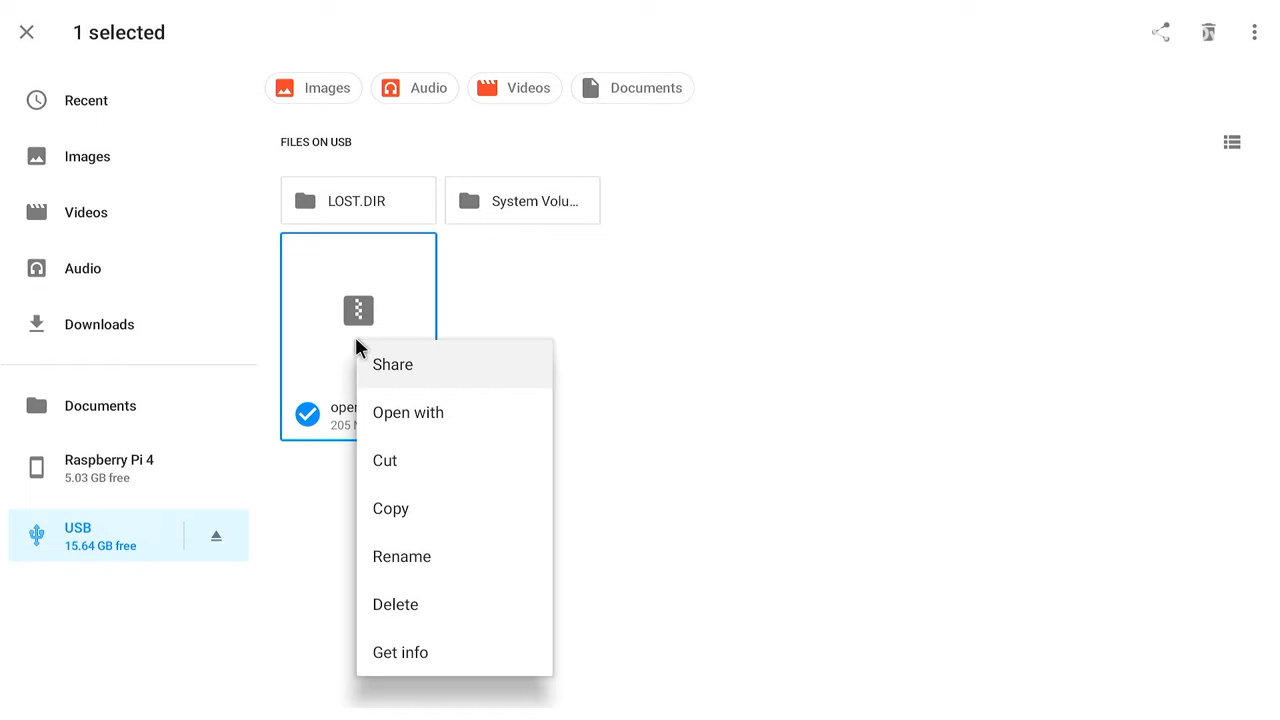 1 selected
Recent
Images
Videos
Audio
Downloads
Documents
Raspberry Pi 4
5.03 GB free
USB
15.64 GB free
Images
Audio
Videos
Documents
FILES ON USB
LOST.DIR
System Volu...
205
Share
Open with
Cut
Copy
Rename
Delete
Get info